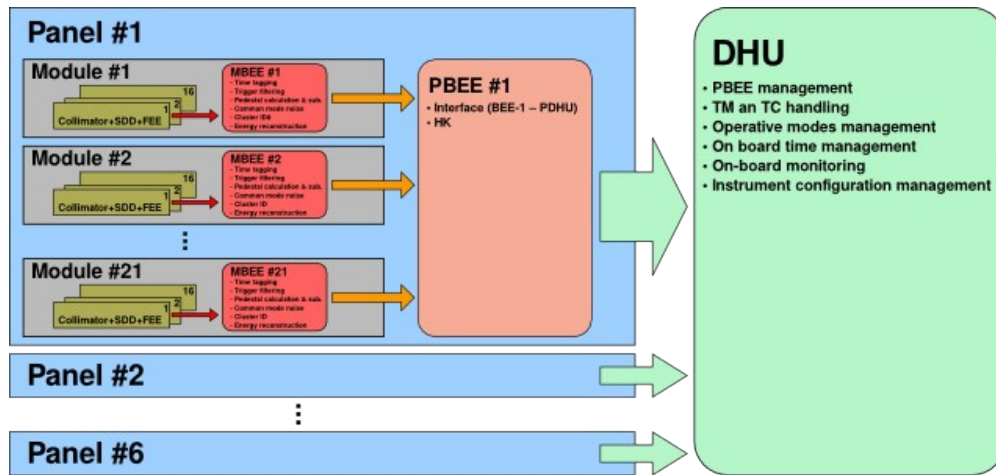 Panel #1
Module #1
16
2
1
Collimator+SDD+FEE
MBEE #1
- Time tagging
- Trigger filtering
- Pedestal calculation & sub.
- Common mode noise
- Cluster ID8
- Energy reconstruction
Module #2
16
2
1
Collimator+SDD+FEE
MBEE #2
- Time tagging
- Trigger filtering
- Pedestal calculation & sub.
- Common mode noise
- Cluster ID
- Energy reconstruction
Module #21
16
2
1
Collimator+SDD+FEE
MBEE #21
- Time tagging
- Trigger filtering
- Pedestal calculation & sub.
- Common mode noise
- Cluster ID
- Energy reconstruction
PBEE #1
• Interface (BEE-1 – PDHU)
• HK
Panel #2
Panel #6
DHU
• PBEE management
• TM an TC handling
• Operative modes management
• On board time management
• On-board monitoring
• Instrument configuration management